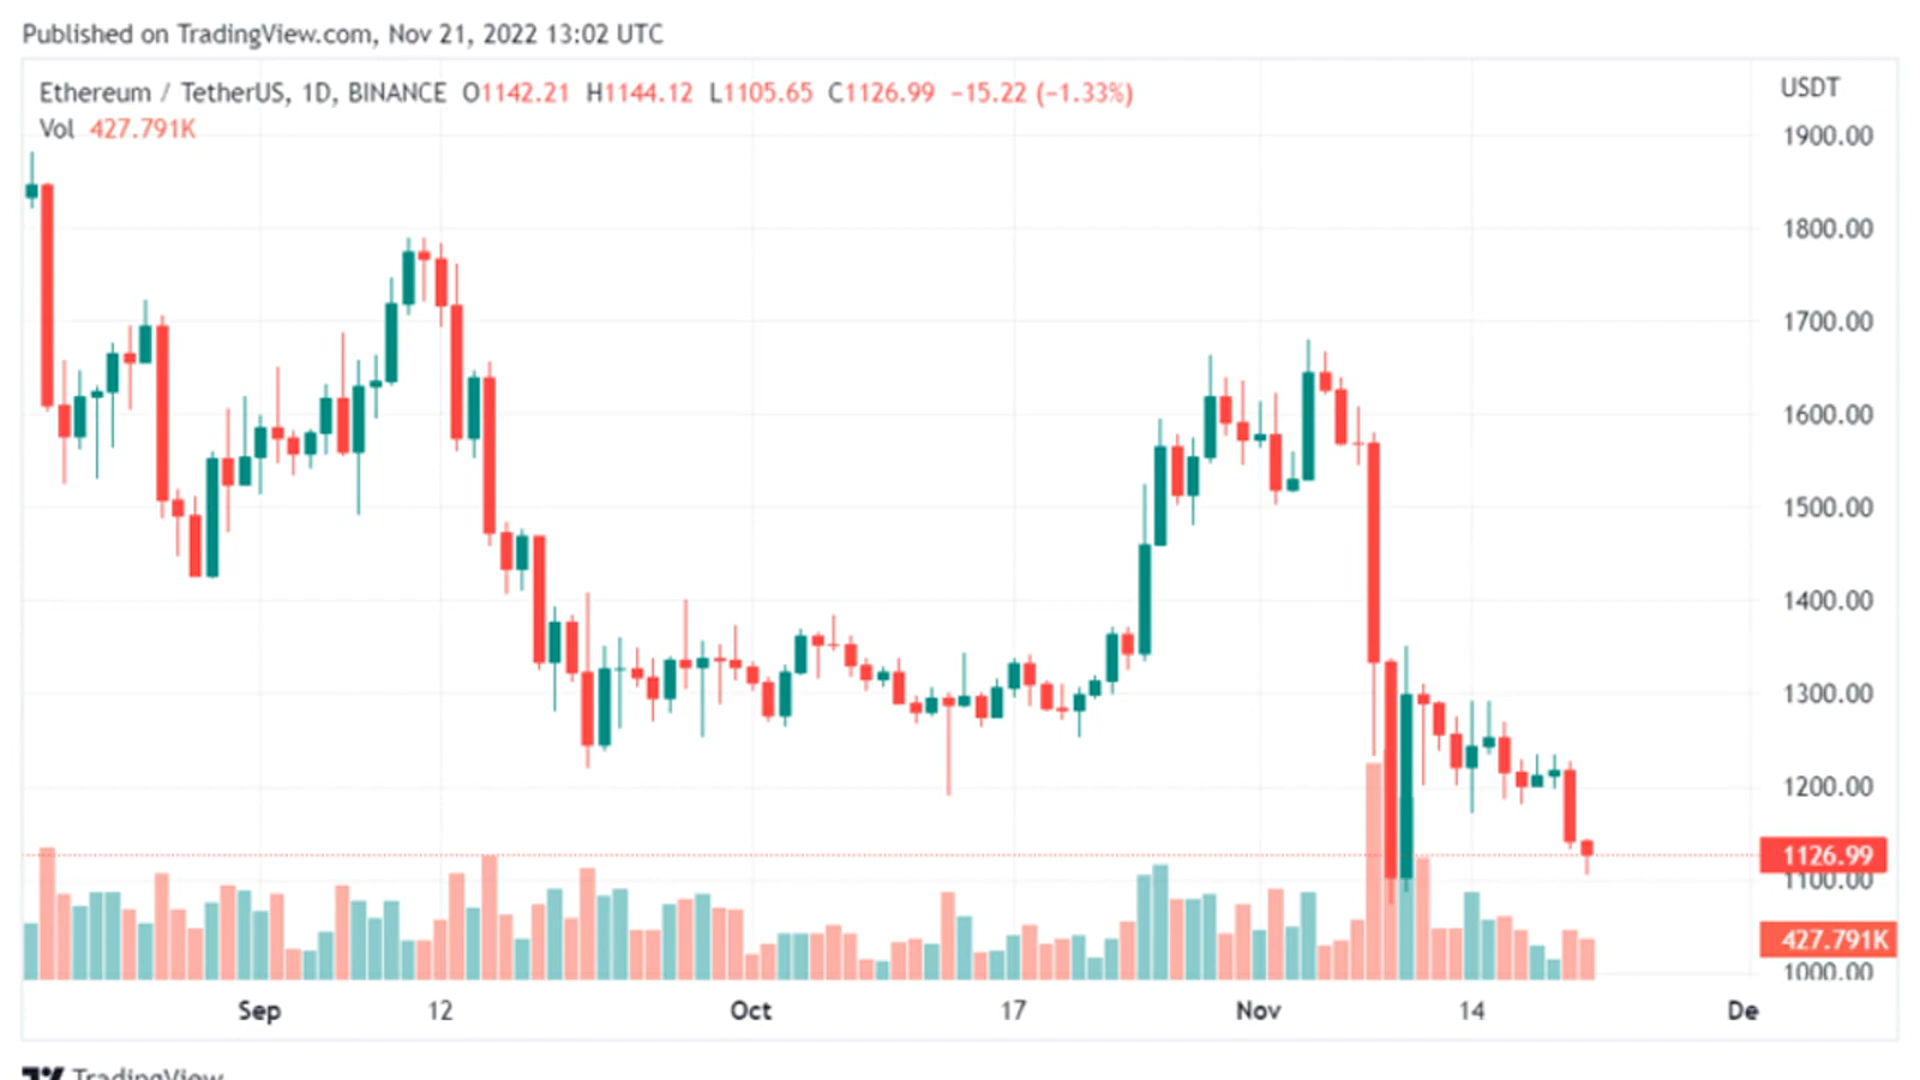 Published on TradingView.com, Nov 21, 2022 13:02 UTC
Ethereum / TetherUS, 1D, BINANCE O1142.21 H1144.12 L1105.65 C1126.99 −15.22 (−1.33%)
Vol 427.791K
USDT
1900.00
1800.00
1700.00
1600.00
1500.00
1400.00
1300.00
1200.00
1126.99
1100.00
427.791K
1000.00
Sep 12 Oct 17 Nov 14 De
TradingView